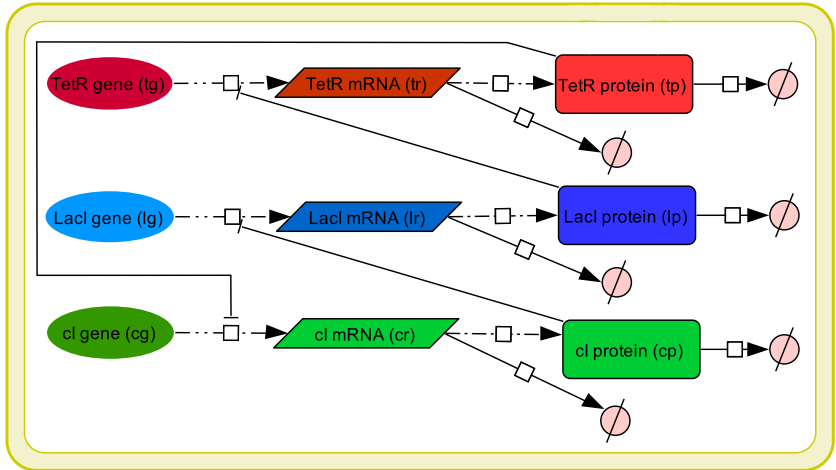 TetR gene (tg)
TetR mRNA (tr)
TetR protein (tp)
LacI gene (lg)
LacI mRNA (lr)
LacI protein (lp)
cI gene (cg)
cI mRNA (cr)
cI protein (cp)